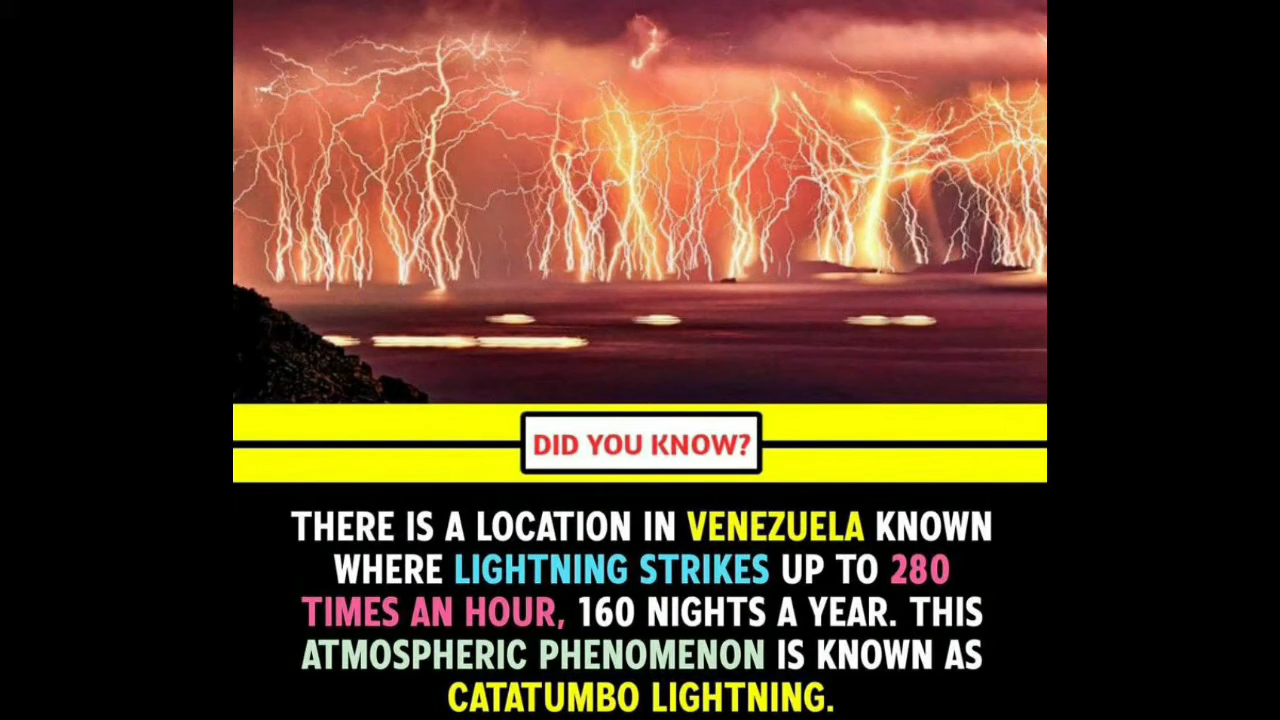 DID YOU KNOW?
THERE IS A LOCATION IN VENEZUELA KNOWN
WHERE LIGHTNING STRIKES UP TO 280
TIMES AN HOUR, 160 NIGHTS A YEAR. THIS
ATMOSPHERIC PHENOMENON IS KNOWN AS
CATATUMBO LIGHTNING.